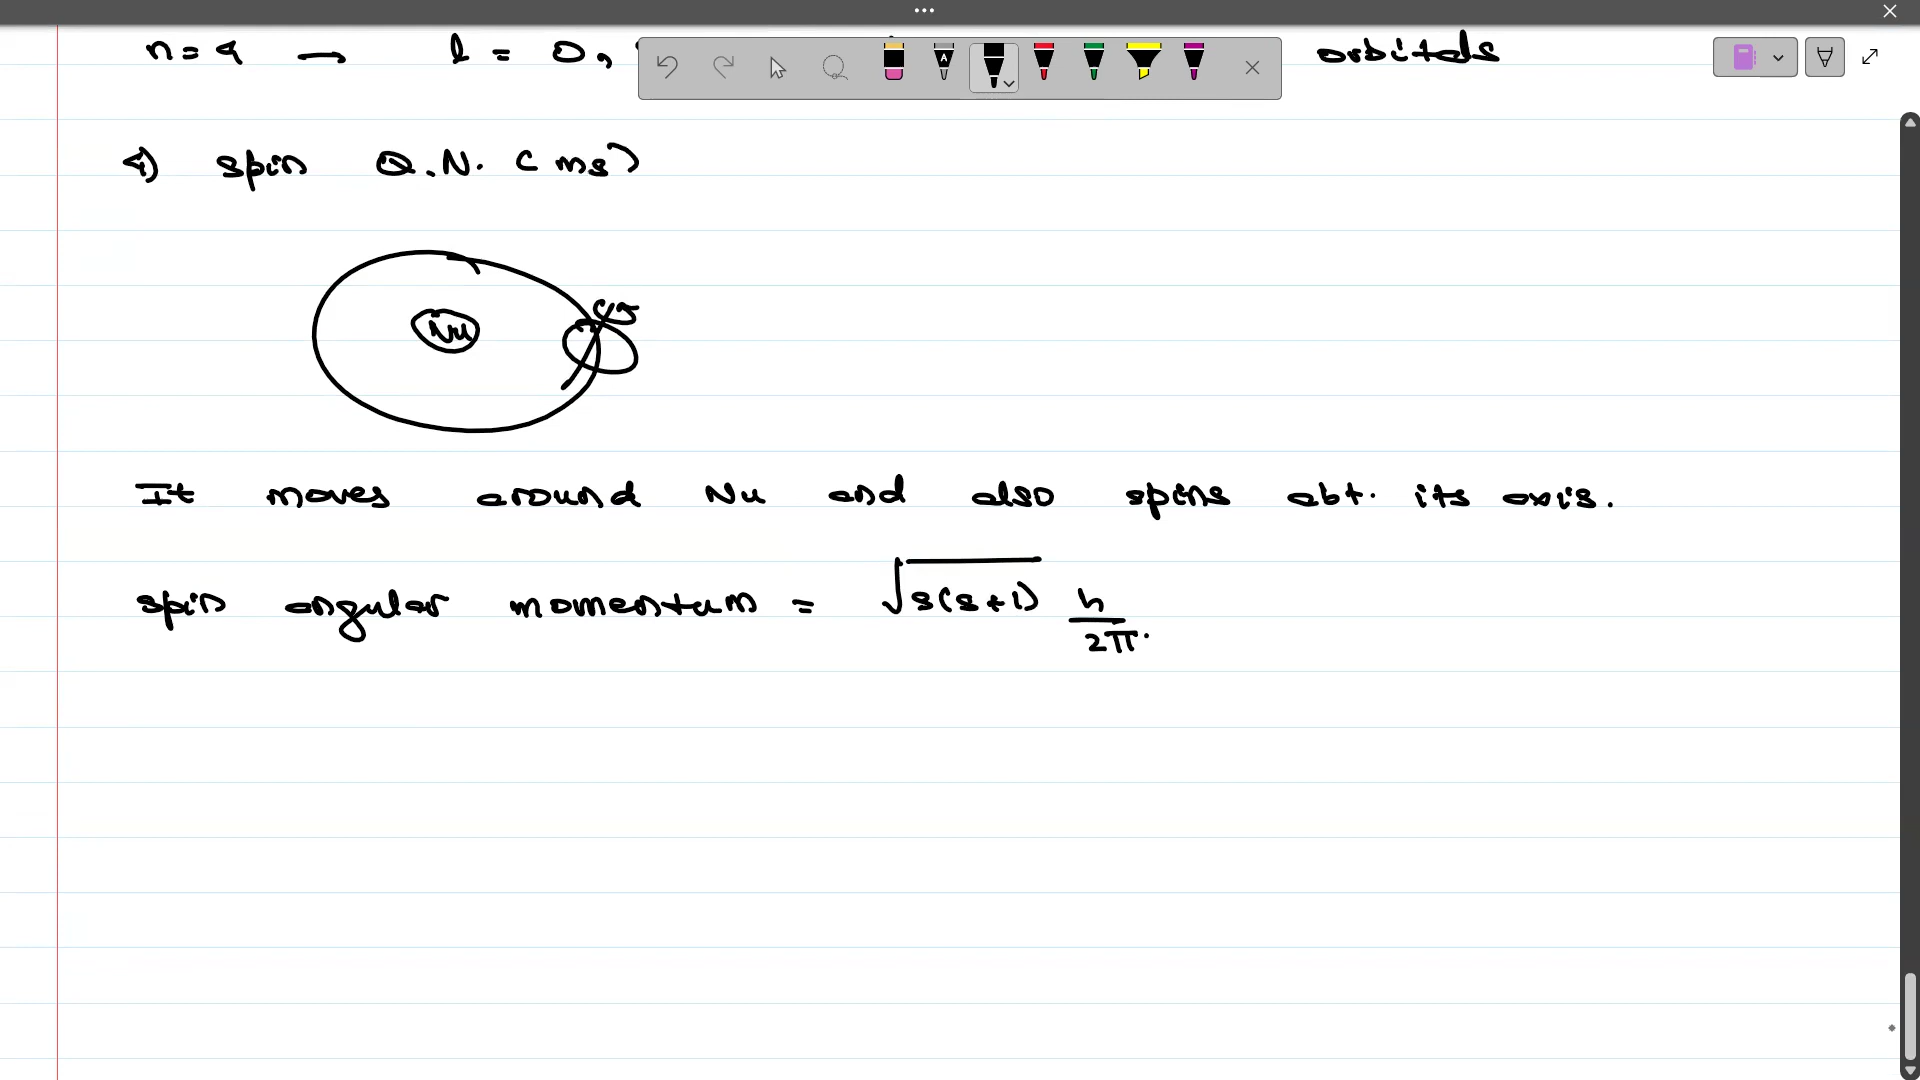 n = 4 — l = 0, orbitals
4) spin Q.N. (ms)
Nu
It moves around Nu and also spins abt. its axis.
spin angular momentum = √s(s+1) h/2π.